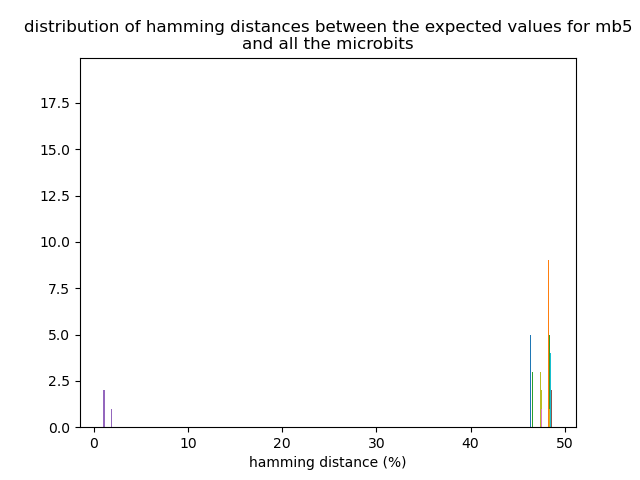 distribution of hamming distances between the expected values for mb5
and all the microbits
17.5
15.0
12.5
10.0
7.5
5.0
2.5
0.0
0 10 20 30 40 50
hamming distance (%)